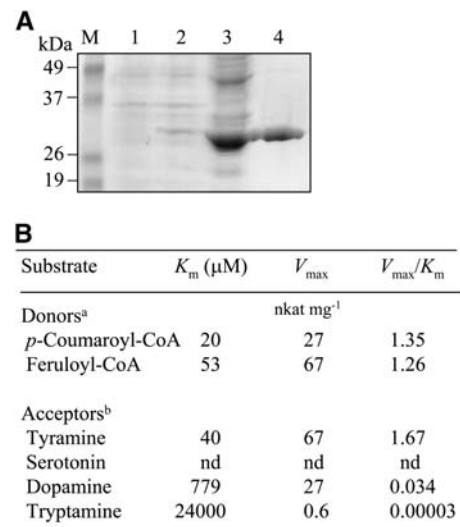 A
kDa M 1 2 3 4
49
37
26
19
B
Substrate Km (µM) Vmax Vmax/Km
Donorsa nkat mg-1
p-Coumaroyl-CoA 20 27 1.35
Feruloyl-CoA 53 67 1.26
Acceptorsb
Tyramine 40 67 1.67
Serotonin nd nd nd
Dopamine 779 27 0.034
Tryptamine 24000 0.6 0.00003